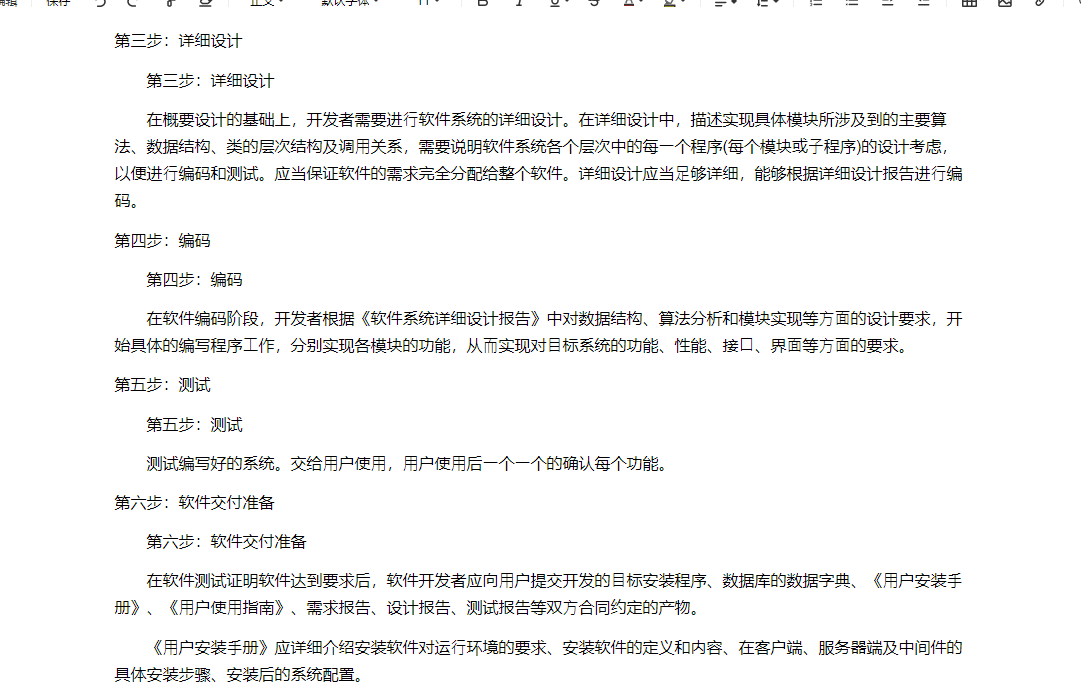 第三步：详细设计
第三步：详细设计
在概要设计的基础上，开发者需要进行软件系统的详细设计。在详细设计中，描述实现具体模块所涉及到的主要算
法、数据结构、类的层次结构及调用关系，需要说明软件系统各个层次中的每一个程序(每个模块或子程序)的设计考虑，
以便进行编码和测试。应当保证软件的需求完全分配给整个软件。详细设计应当足够详细，能够根据详细设计报告进行编
码。
第四步：编码
第四步：编码
在软件编码阶段，开发者根据《软件系统详细设计报告》中对数据结构、算法分析和模块实现等方面的设计要求，开
始具体的编写程序工作，分别实现各模块的功能，从而实现对目标系统的功能、性能、接口、界面等方面的要求。
第五步：测试
第五步：测试
测试编写好的系统。交给用户使用，用户使用后一个一个的确认每个功能。
第六步：软件交付准备
第六步：软件交付准备
在软件测试证明软件达到要求后，软件开发者应向用户提交开发的目标安装程序、数据库的数据字典、《用户安装手
册》、《用户使用指南》、需求报告、设计报告、测试报告等双方合同约定的产物。
《用户安装手册》应详细介绍安装软件对运行环境的要求、安装软件的定义和内容、在客户端、服务器端及中间件的
具体安装步骤、安装后的系统配置。